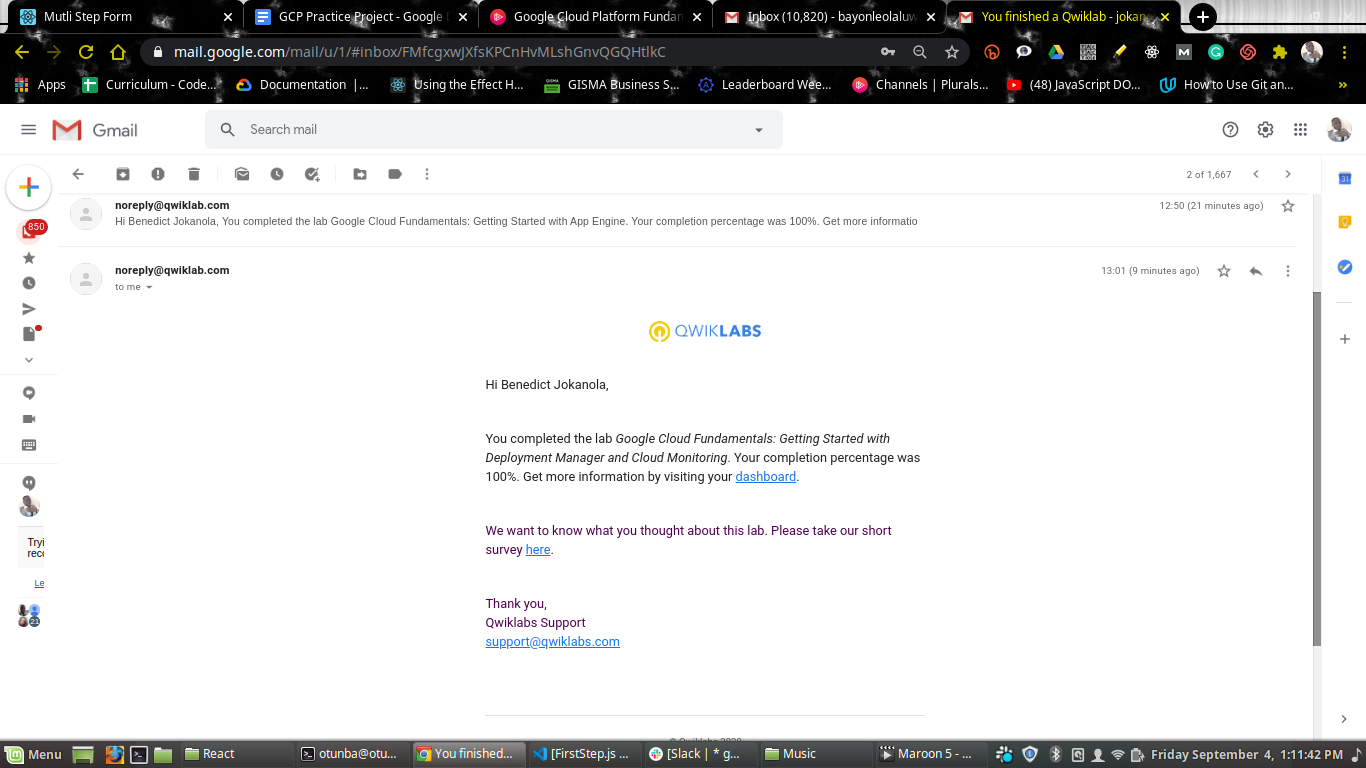 Mutli Step Form
GCP Practice Project - Google D
Google Cloud Platform Fundam
Inbox (10,820) - bayonleolaluw
You finished a Qwiklab - jokan
mail.google.com/mail/u/1/#inbox/FMfcgxwJXfsKPCnHvMLshGnvQGQHtlkC
Apps
Curriculum - Code...
Documentation |...
Using the Effect H...
GISMA Business S...
Leaderboard Wee...
Channels | Plurals...
(48) JavaScript DO...
How to Use Git an...
»
Gmail
Search mail
2 of 1,667
850
noreply@qwiklab.com
12:50 (21 minutes ago)
Hi Benedict Jokanola, You completed the lab Google Cloud Fundamentals: Getting Started with App Engine. Your completion percentage was 100%. Get more informatio
noreply@qwiklab.com
13:01 (9 minutes ago)
to me
QWIKLABS
Hi Benedict Jokanola,
You completed the lab Google Cloud Fundamentals: Getting Started with
Deployment Manager and Cloud Monitoring. Your completion percentage was
100%. Get more information by visiting your dashboard.
We want to know what you thought about this lab. Please take our short
survey here.
Thank you,
Qwiklabs Support
support@qwiklabs.com
Tryi
reco
Le
21
31
Menu
React
otunba@otu...
You finished...
[FirstStep.js ...
[Slack | * g...
Music
Maroon 5 - ...
Friday September 4, 1:11:42 PM